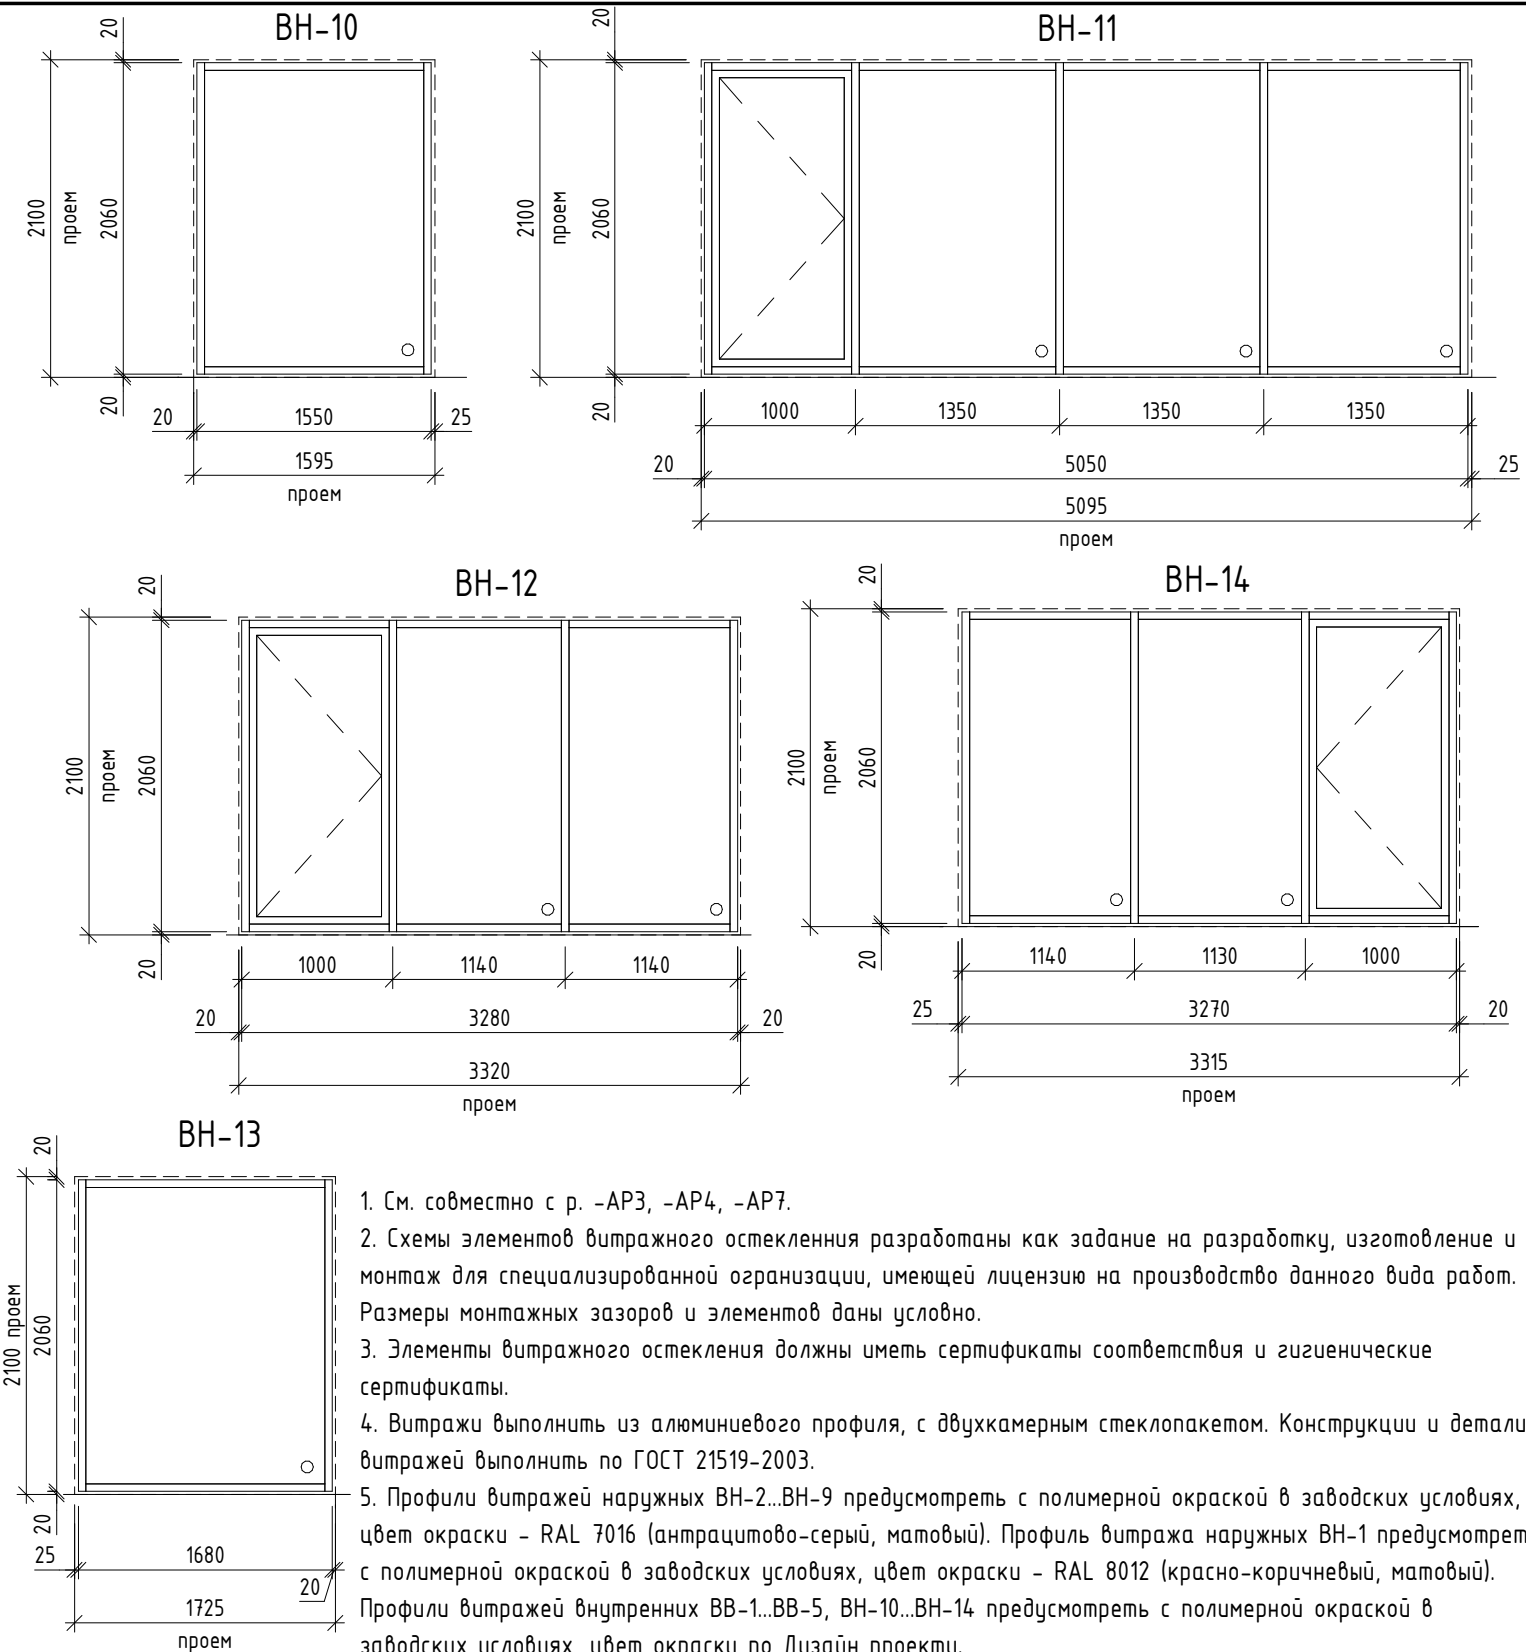 ВН-10
20
2100
проем
2060
20
20
1550
25
1595
проем
ВН-11
20
2100
проем
2060
20
1000
1350
1350
1350
20
5050
25
5095
проем
ВН-12
20
2100
проем
2060
20
1000
1140
1140
20
3280
20
3320
проем
ВН-14
20
2100
проем
2060
20
1140
1130
1000
25
3270
20
3315
проем
ВН-13
20
2100 проем
2060
20
25
1680
20
1725
проем
1. См. совместно с р. -АР3, -АР4, -АР7.
2. Схемы элементов витражного остекленния разработаны как задание на разработку, изготовление и
монтаж для специализированной огранизации, имеющей лицензию на производство данного вида работ.
Размеры монтажных зазоров и элементов даны условно.
3. Элементы витражного остекления должны иметь сертификаты соответствия и гигиенические
сертификаты.
4. Витражи выполнить из алюминиевого профиля, с двухкамерным стеклопакетом. Конструкции и детали
витражей выполнить по ГОСТ 21519-2003.
5. Профили витражей наружных ВН-2...ВН-9 предусмотреть с полимерной окраской в заводских условиях,
цвет окраски - RAL 7016 (антрацитово-серый, матовый). Профиль витража наружных ВН-1 предусмотрет
с полимерной окраской в заводских условиях, цвет окраски - RAL 8012 (красно-коричневый, матовый).
Профили витражей внутренних ВВ-1...ВВ-5, ВН-10...ВН-14 предусмотреть с полимерной окраской в
заводских условиях, цвет окраски по Дизайн проекту.